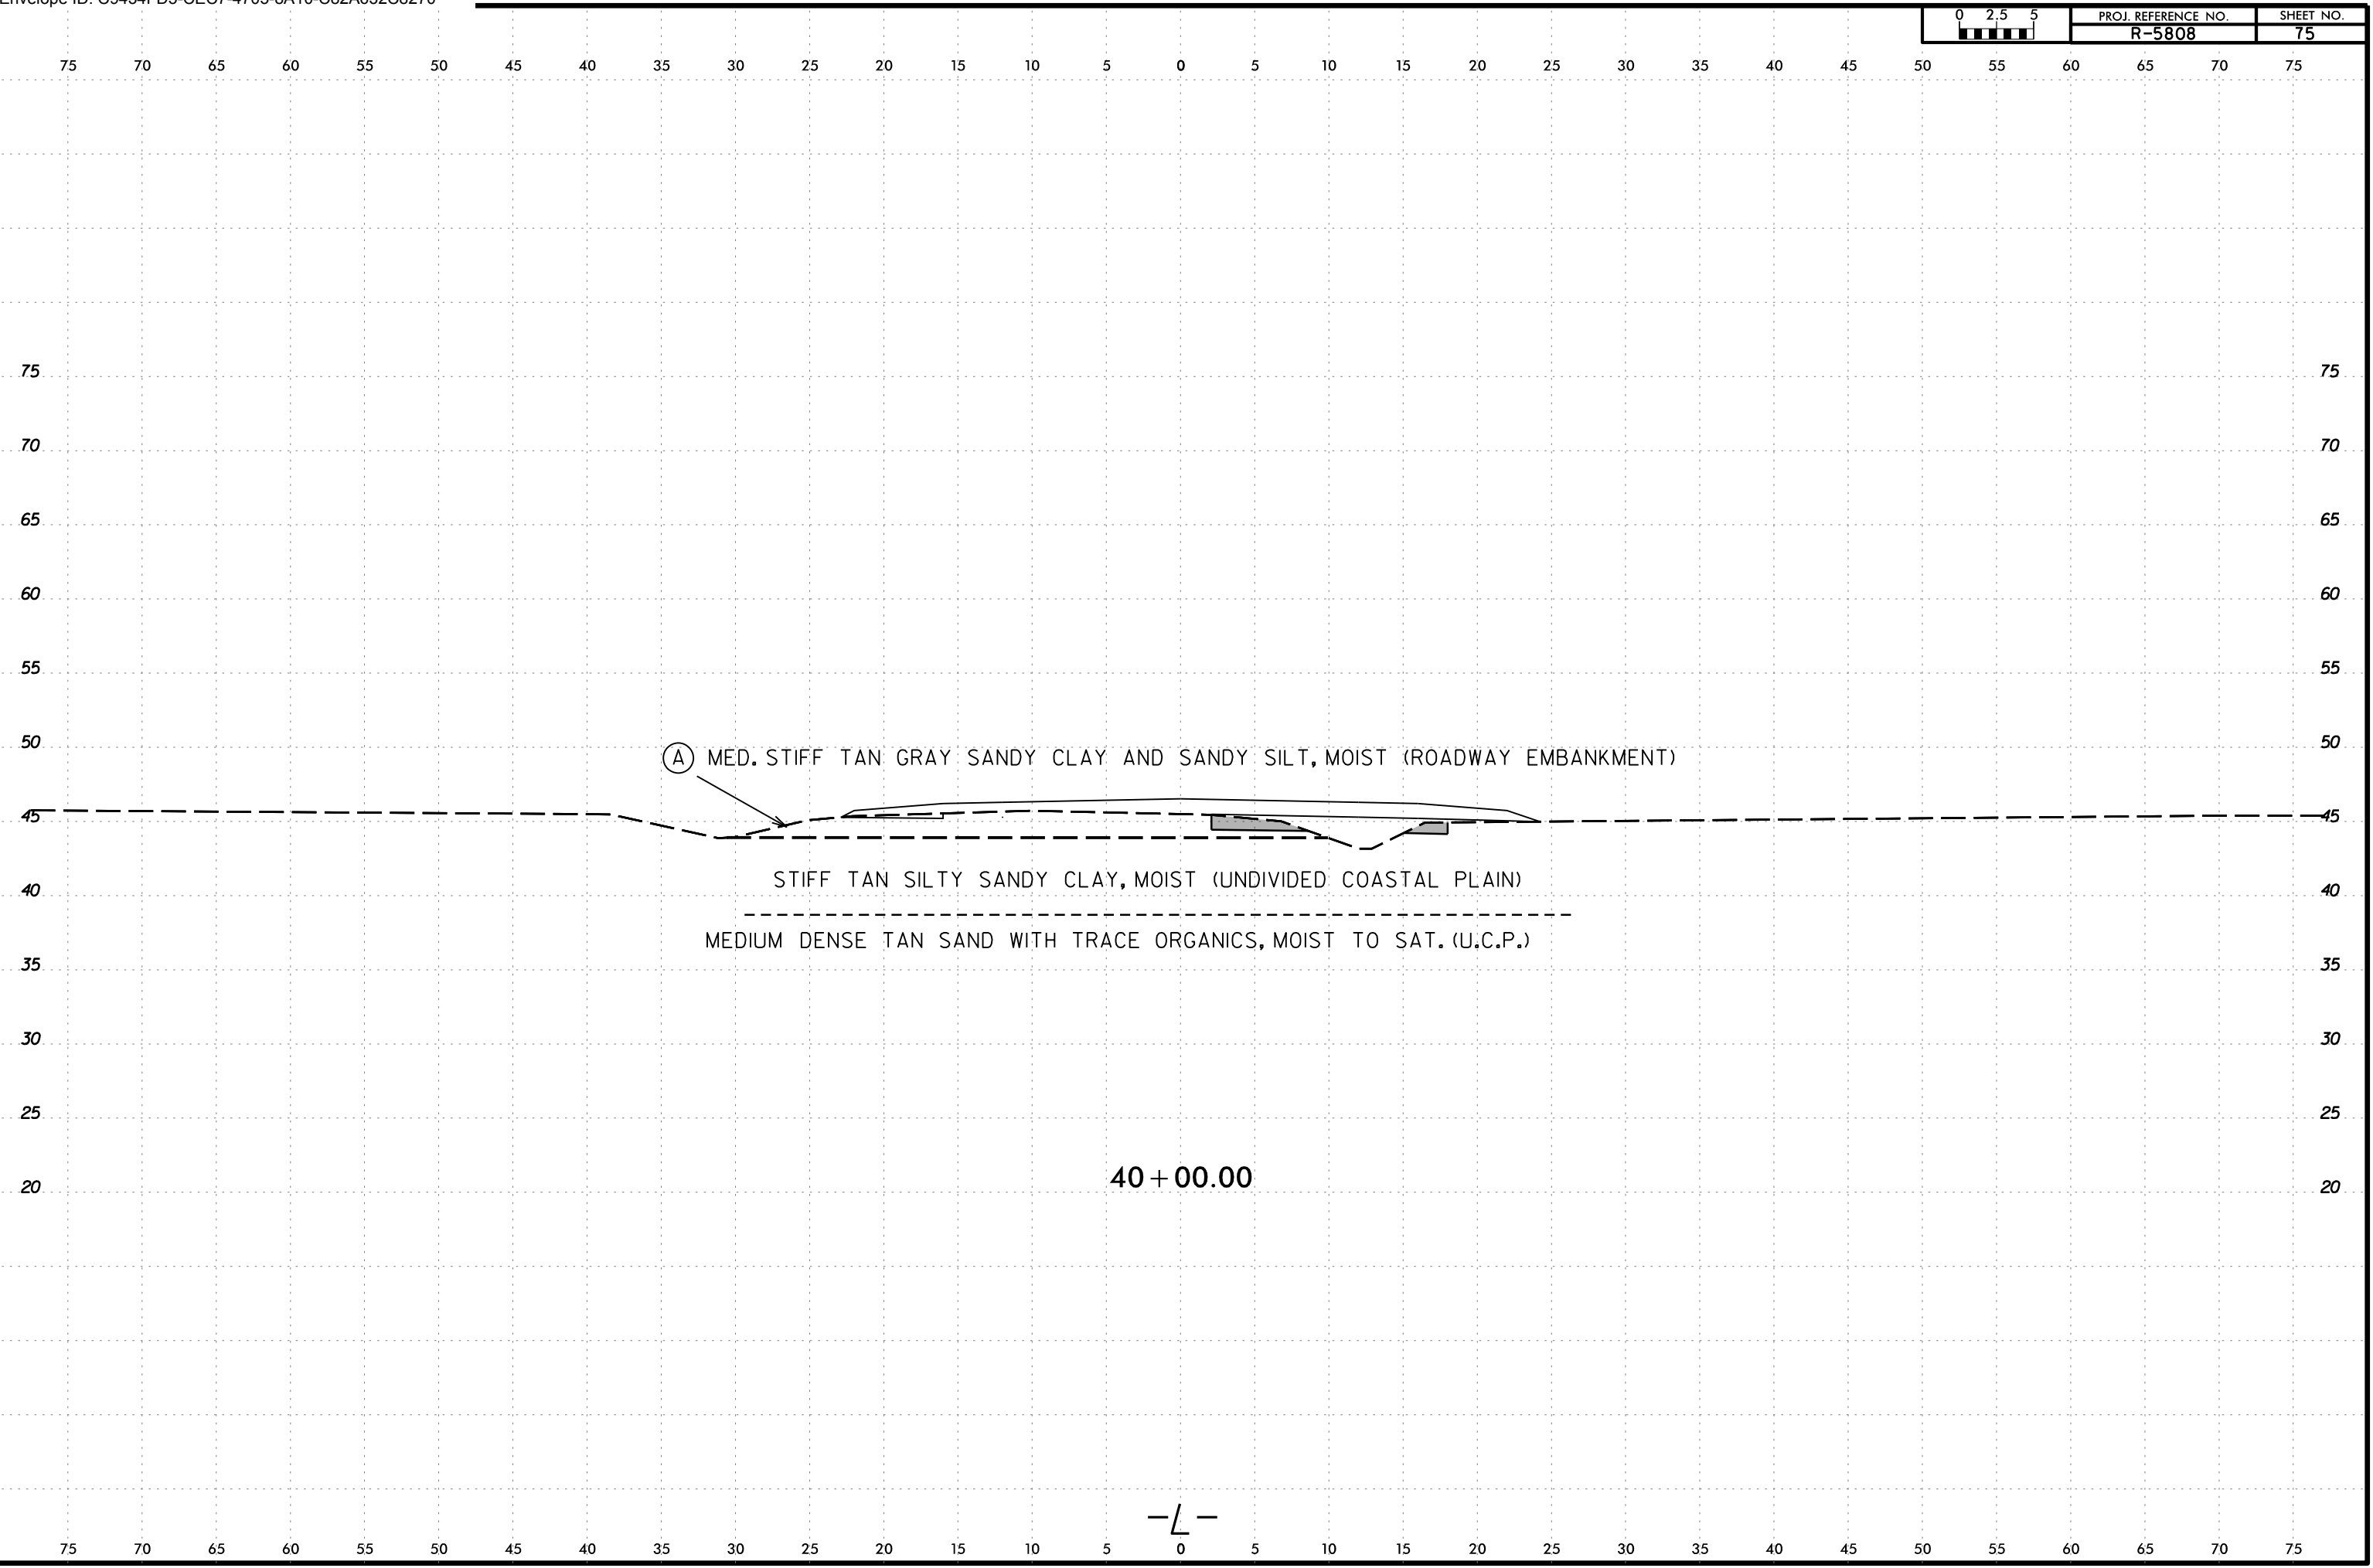 0 2.5 5
PROJ. REFERENCE NO. SHEET NO.
R-5808 75
75 70 65 60 55 50 45 40 35 30 25 20 15 10 5 0 5 10 15 20 25 30 35 40 45 50 55 60 65 70 75
75 75
70 70
65 65
60 60
55 55
50 50
A MED. STIFF TAN GRAY SANDY CLAY AND SANDY SILT, MOIST (ROADWAY EMBANKMENT)
45 45
STIFF TAN SILTY SANDY CLAY, MOIST (UNDIVIDED COASTAL PLAIN)
40 40
MEDIUM DENSE TAN SAND WITH TRACE ORGANICS, MOIST TO SAT. (U.C.P.)
35 35
30 30
25 25
40+00.00
20 20
-L-
75 70 65 60 55 50 45 40 35 30 25 20 15 10 5 0 5 10 15 20 25 30 35 40 45 50 55 60 65 70 75